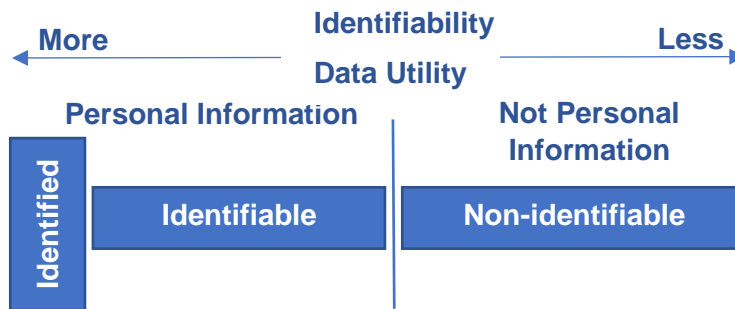 Identifiability
More
Less
Data Utility
Personal Information
Not Personal
Information
Identified
Identifiable
Non-identifiable